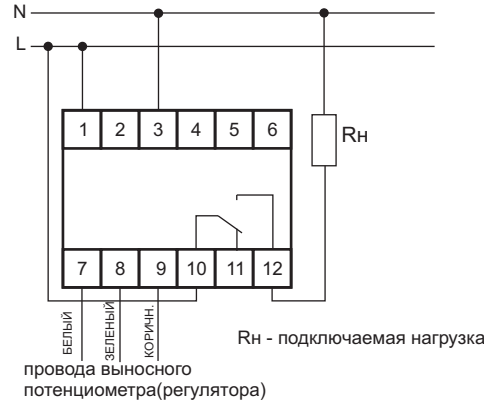 N
L
1 2 3 4 5 6
Rн
7 8 9 10 11 12
БЕЛЫЙ
ЗЕЛЕНЫЙ
КОРИЧН.
Rн - подключаемая нагрузка
провода выносного
потенциометра(регулятора)